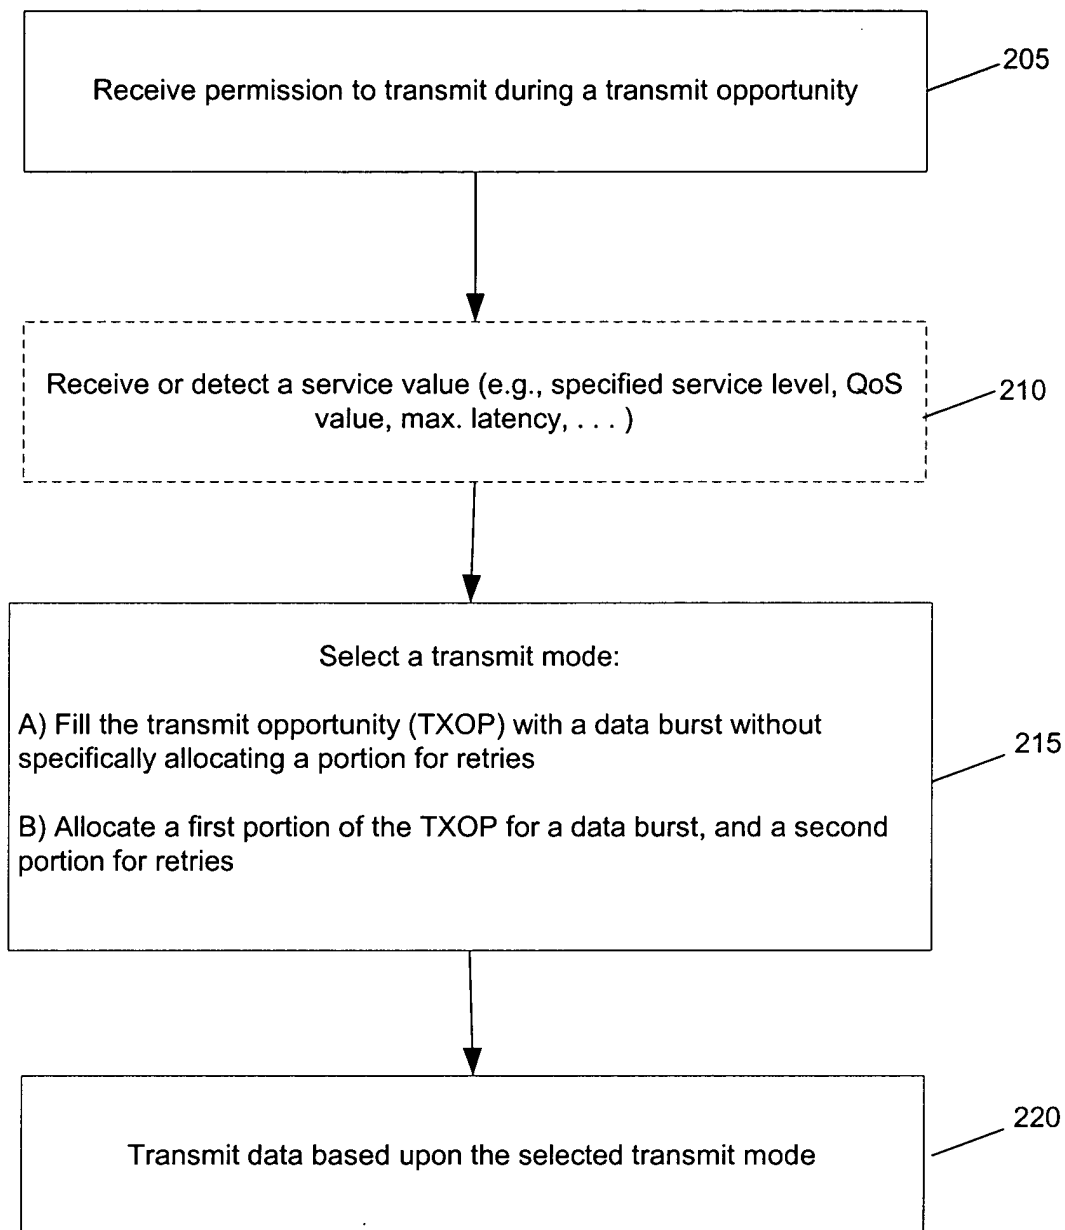 Receive permission to transmit during a transmit opportunity
205
Receive or detect a service value (e.g., specified service level, QoS
value, max. latency, . . . )
210
Select a transmit mode:
A) Fill the transmit opportunity (TXOP) with a data burst without
specifically allocating a portion for retries
B) Allocate a first portion of the TXOP for a data burst, and a second
portion for retries
215
Transmit data based upon the selected transmit mode
220